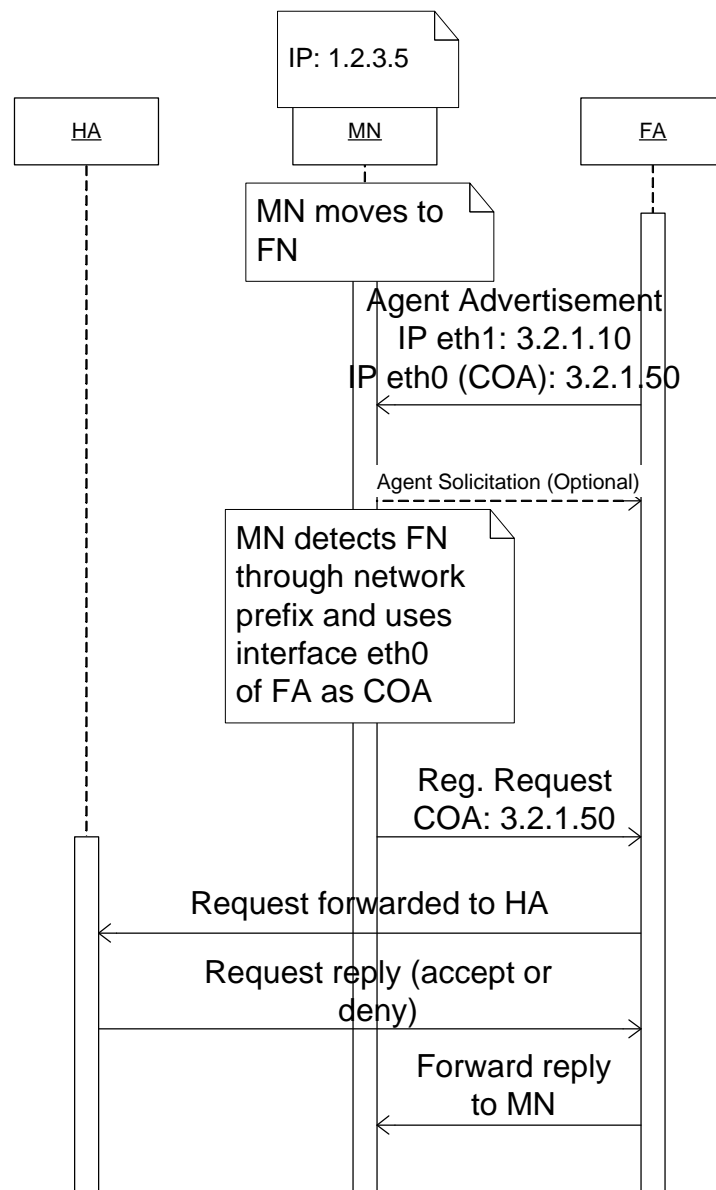 IP: 1.2.3.5
HA
MN
FA
MN moves to
FN
Agent Advertisement
IP eth1: 3.2.1.10
IP eth0 (COA): 3.2.1.50
Agent Solicitation (Optional)
MN detects FN
through network
prefix and uses
interface eth0
of FA as COA
Reg. Request
COA: 3.2.1.50
Request forwarded to HA
Request reply (accept or
deny)
Forward reply
to MN